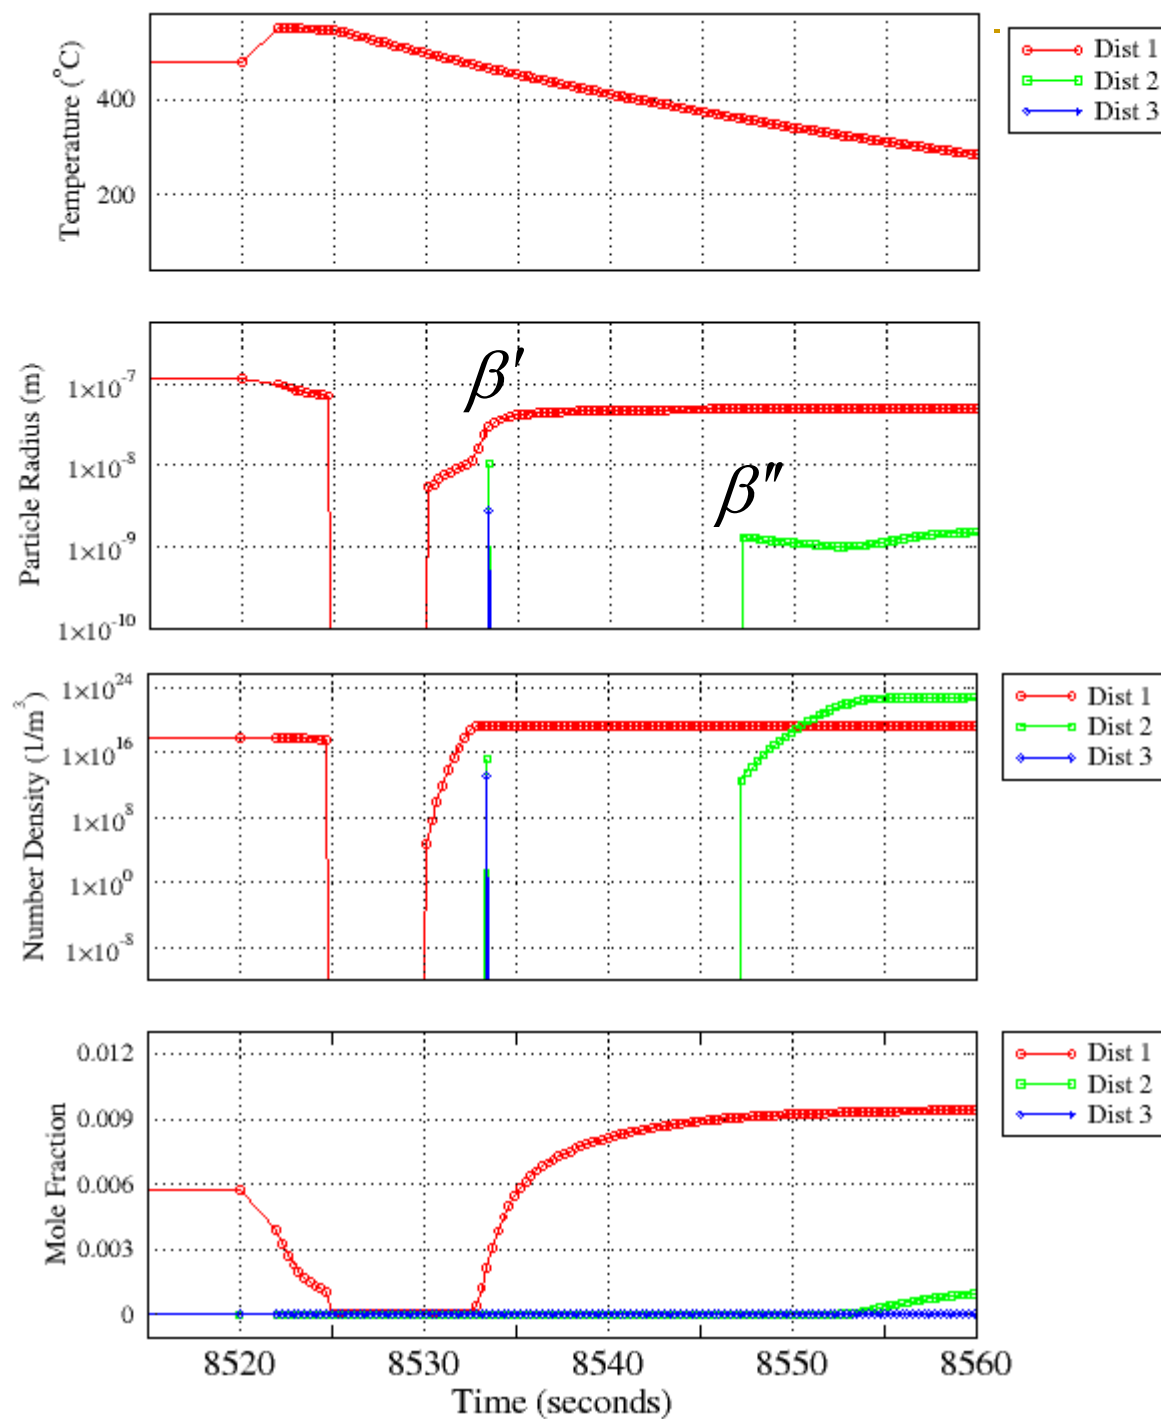 Temperature (°C)
400
200
Dist 1
Dist 2
Dist 3
Particle Radius (m)
1×10⁻⁷
1×10⁻⁸
1×10⁻⁹
1×10⁻¹⁰
β′
β″
Number Density (1/m³)
1×10²⁴
1×10¹⁶
1×10⁸
1×10⁰
1×10⁻⁸
Dist 1
Dist 2
Dist 3
Mole Fraction
0.012
0.009
0.006
0.003
0
Dist 1
Dist 2
Dist 3
8520 8530 8540 8550 8560
Time (seconds)